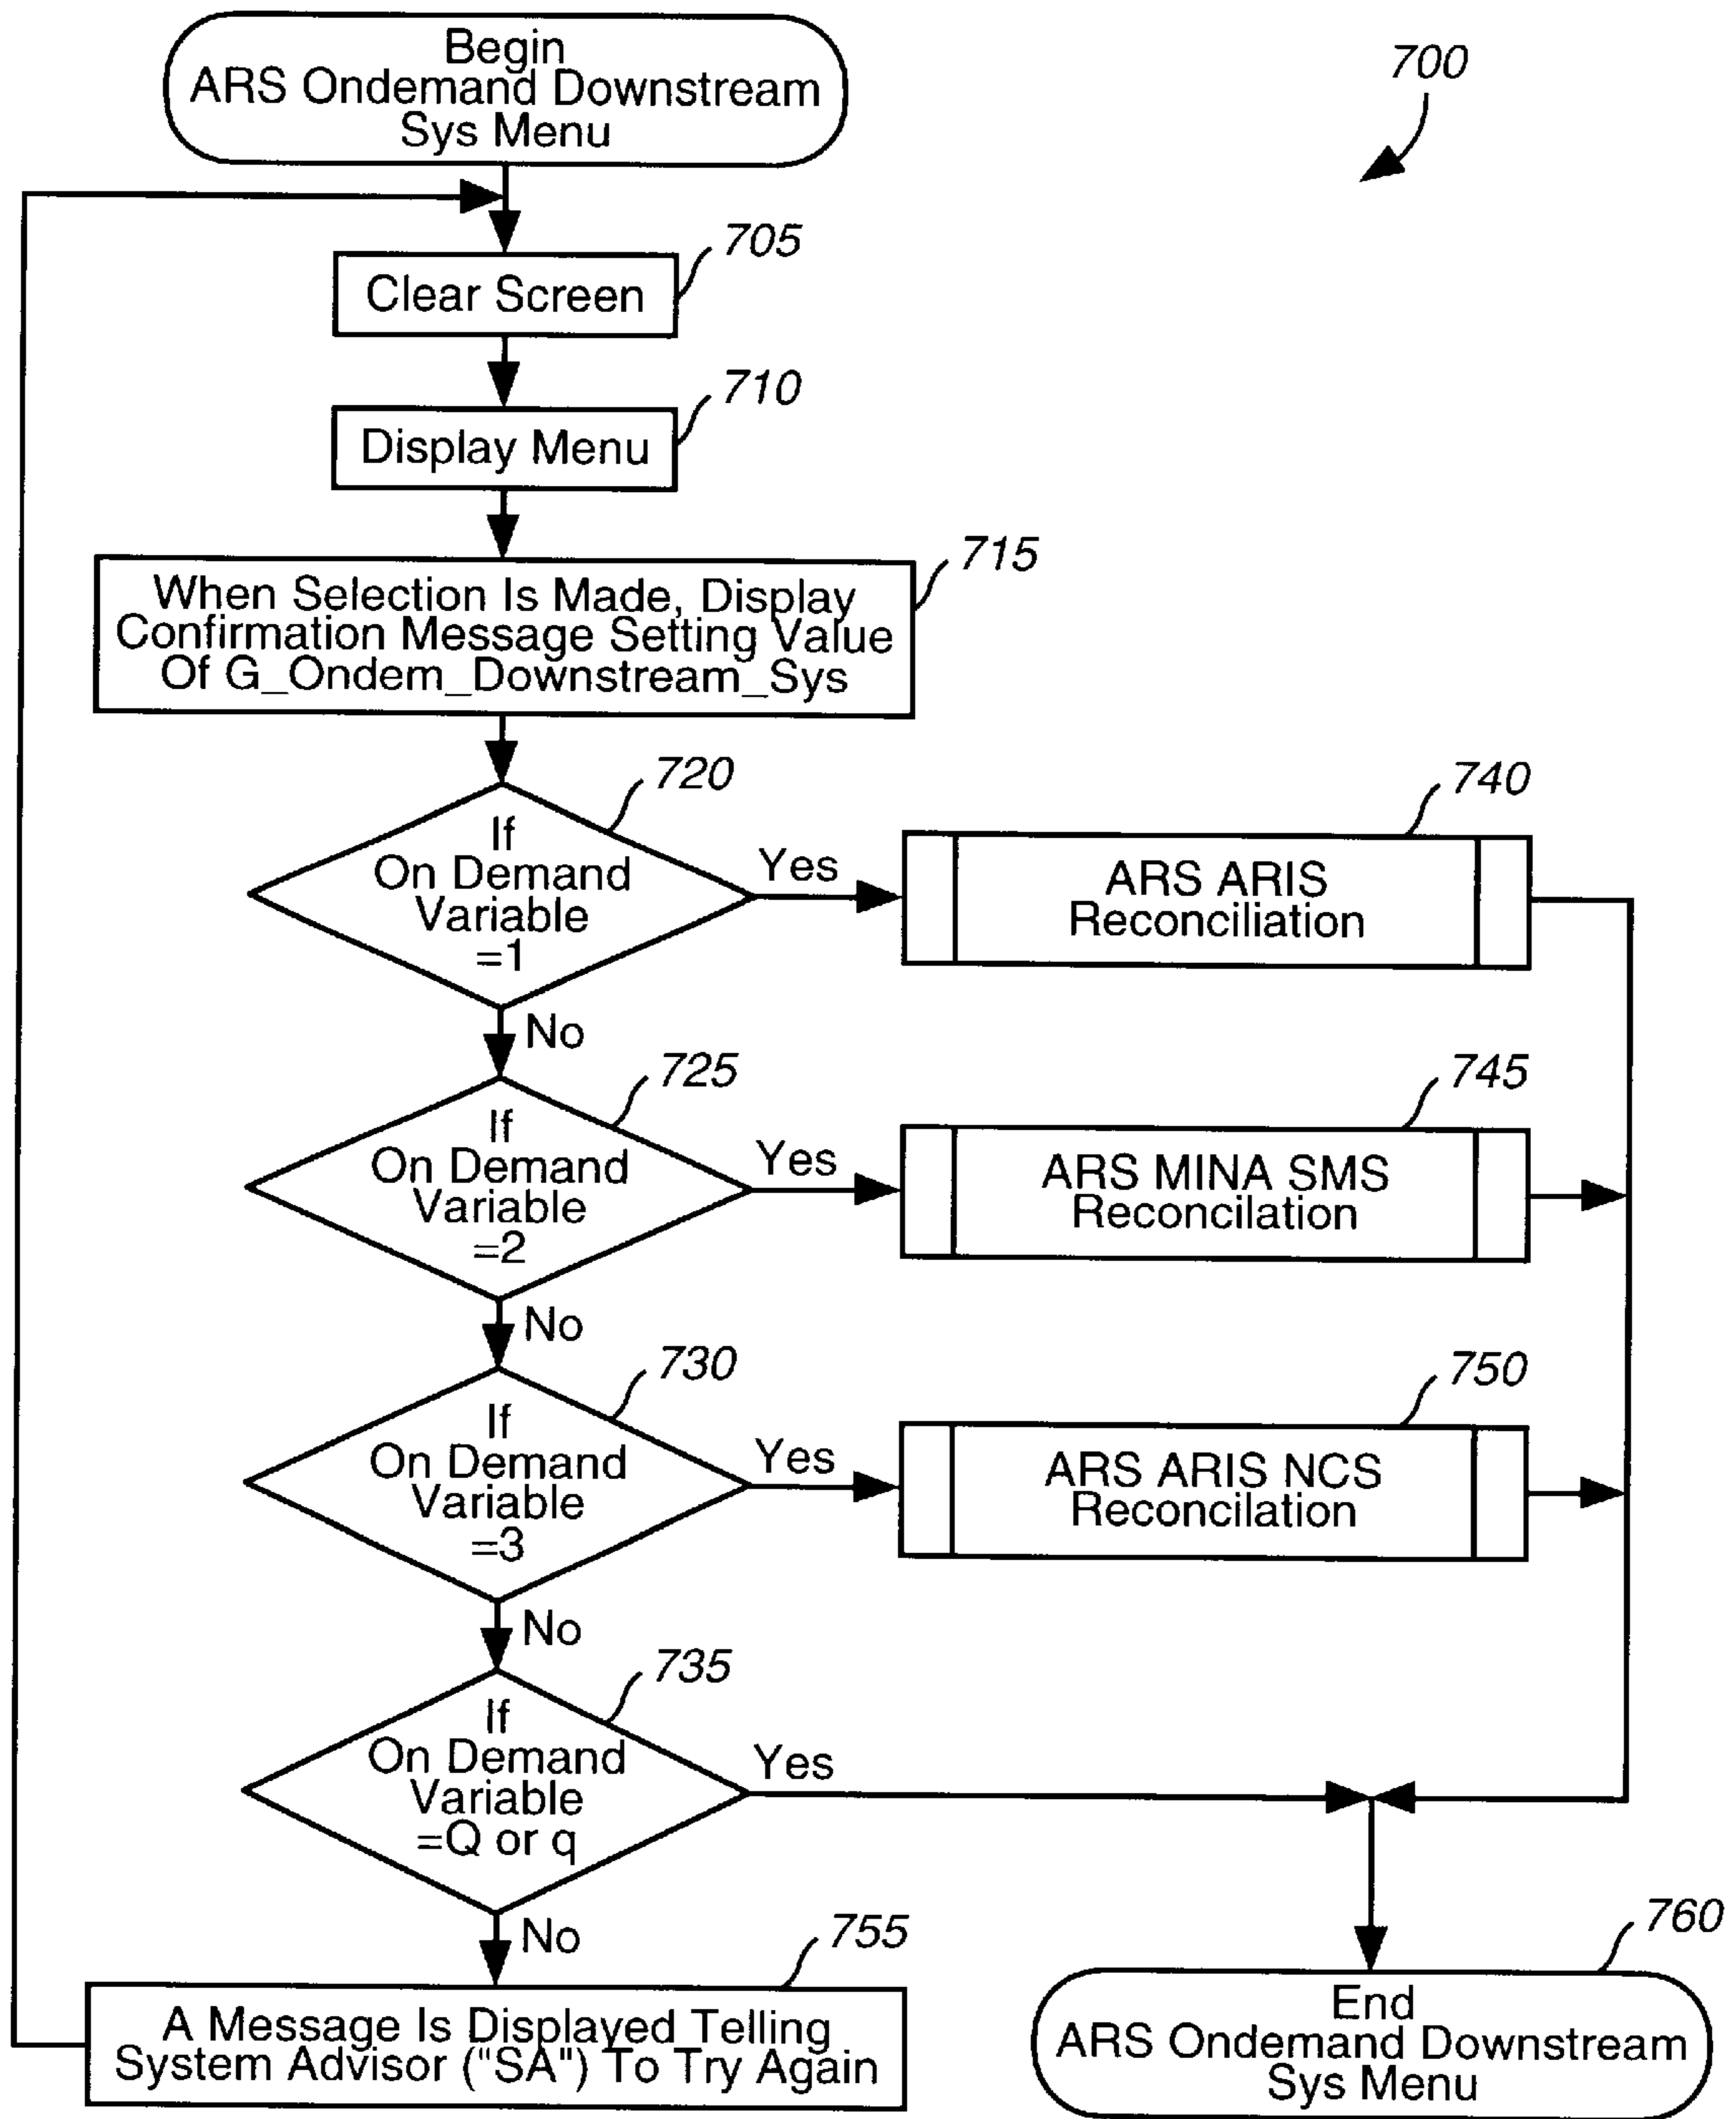 Begin
ARS Ondemand Downstream
Sys Menu
700
705
Clear Screen
710
Display Menu
715
When Selection Is Made, Display
Confirmation Message Setting Value
Of G_Ondem_Downstream_Sys
720
If
On Demand
Variable
=1
Yes
740
ARS ARIS
Reconciliation
No
725
If
On Demand
Variable
=2
Yes
745
ARS MINA SMS
Reconcilation
No
730
If
On Demand
Variable
=3
Yes
750
ARS ARIS NCS
Reconcilation
No
735
If
On Demand
Variable
=Q or q
Yes
No
755
A Message Is Displayed Telling
System Advisor ("SA") To Try Again
760
End
ARS Ondemand Downstream
Sys Menu